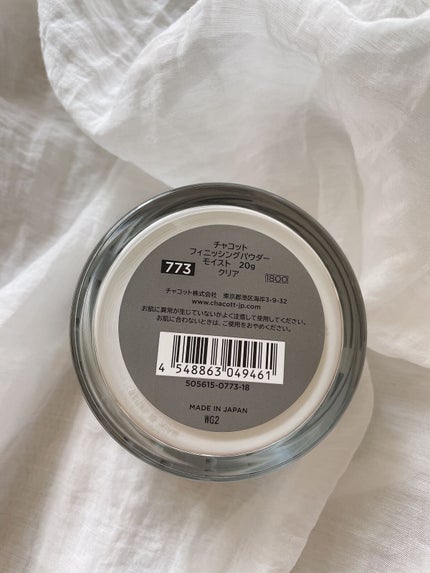 チャコット
フィニッシングパウダー
モイスト 20g
773 クリア 1800
チャコット株式会社 東京都港区海岸3-9-32
www.chacott-jp.com
お肌に異常が生じていないかよく注意して使用してください。
お肌に合わないときは、ご使用をおやめください。
4 548863 049461
505615-0773-18
MADE IN JAPAN
WG2